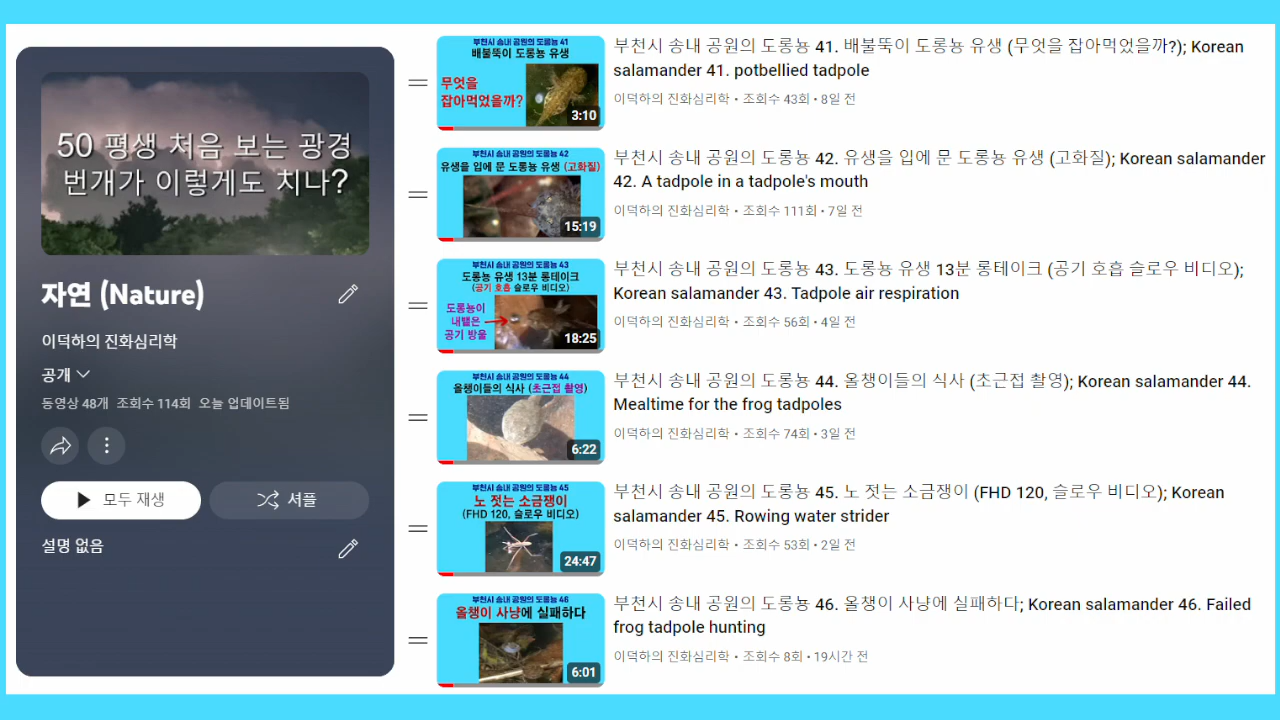 50 평생 처음 보는 광경
번개가 이렇게도 치나?
자연 (Nature)
이덕하의 진화심리학
공개
동영상 48개 조회수 114회 오늘 업데이트됨
모두 재생
셔플
설명 없음
부천시 송내 공원의 도롱뇽 41
배불뚝이 도롱뇽 유생
무엇을
잡아먹었을까?
3:10
부천시 송내 공원의 도롱뇽 41. 배불뚝이 도롱뇽 유생 (무엇을 잡아먹었을까?); Korean
salamander 41. potbellied tadpole
이덕하의 진화심리학 • 조회수 43회 • 8일 전
부천시 송내 공원의 도롱뇽 42
유생을 입에 문 도롱뇽 유생 (고화질)
15:19
부천시 송내 공원의 도롱뇽 42. 유생을 입에 문 도롱뇽 유생 (고화질); Korean salamander
42. A tadpole in a tadpole's mouth
이덕하의 진화심리학 • 조회수 111회 • 7일 전
부천시 송내 공원의 도롱뇽 43
도롱뇽 유생 13분 롱테이크
(공기 호흡 슬로우 비디오)
도롱뇽이
내뱉은
공기 방울
18:25
부천시 송내 공원의 도롱뇽 43. 도롱뇽 유생 13분 롱테이크 (공기 호흡 슬로우 비디오);
Korean salamander 43. Tadpole air respiration
이덕하의 진화심리학 • 조회수 56회 • 4일 전
부천시 송내 공원의 도롱뇽 44
올챙이들의 식사 (초근접 촬영)
6:22
부천시 송내 공원의 도롱뇽 44. 올챙이들의 식사 (초근접 촬영); Korean salamander 44.
Mealtime for the frog tadpoles
이덕하의 진화심리학 • 조회수 74회 • 3일 전
부천시 송내 공원의 도롱뇽 45
노 젓는 소금쟁이
(FHD 120, 슬로우 비디오)
24:47
부천시 송내 공원의 도롱뇽 45. 노 젓는 소금쟁이 (FHD 120, 슬로우 비디오); Korean
salamander 45. Rowing water strider
이덕하의 진화심리학 • 조회수 53회 • 2일 전
부천시 송내 공원의 도롱뇽 46
올챙이 사냥에 실패하다
6:01
부천시 송내 공원의 도롱뇽 46. 올챙이 사냥에 실패하다; Korean salamander 46. Failed
frog tadpole hunting
이덕하의 진화심리학 • 조회수 8회 • 19시간 전